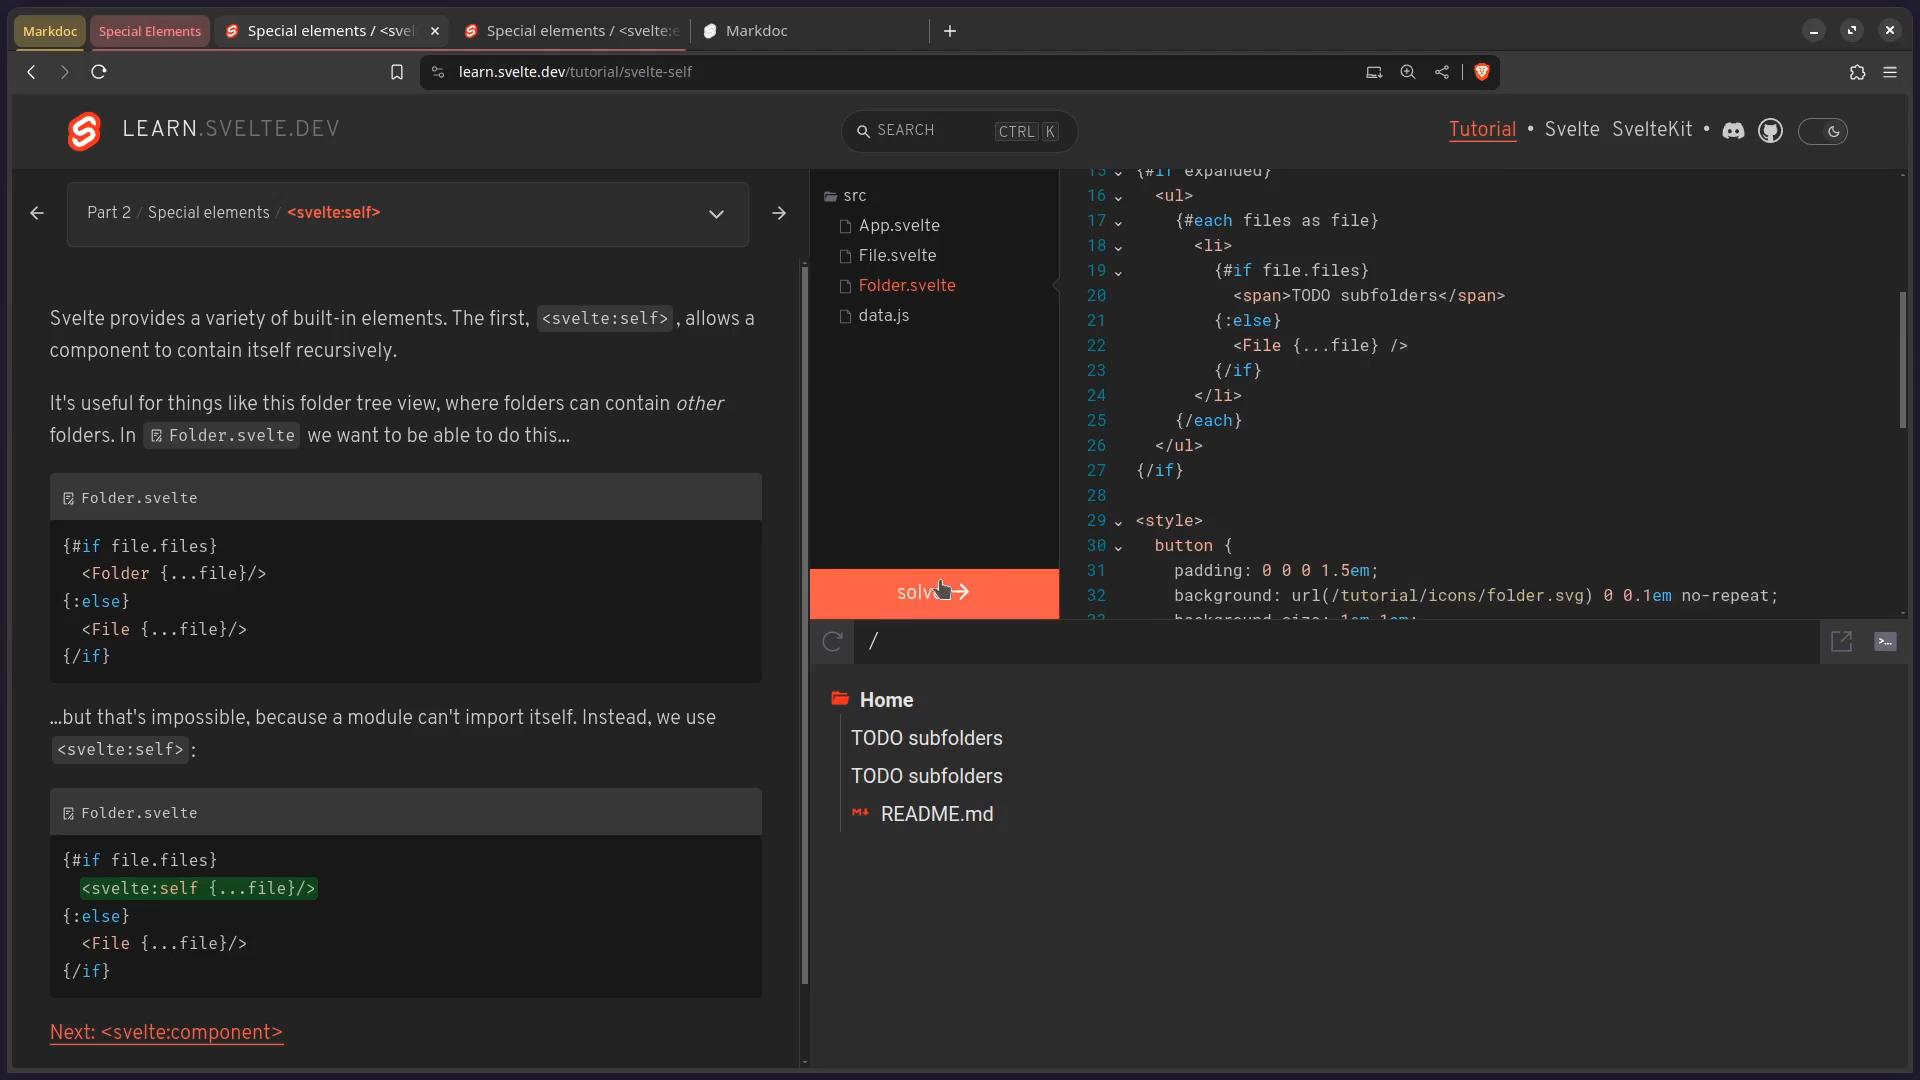 Markdoc
Special Elements
Special elements / <svel
Special elements / <svelte:e
Markdoc
learn.svelte.dev/tutorial/svelte-self
LEARN.SVELTE.DEV
SEARCH
CTRL K
Tutorial • Svelte SvelteKit •
Part 2 / Special elements / <svelte:self>
Svelte provides a variety of built-in elements. The first, <svelte:self>, allows a
component to contain itself recursively.
It's useful for things like this folder tree view, where folders can contain other
folders. In Folder.svelte we want to be able to do this...
Folder.svelte
{#if file.files}
<Folder {...file}/>
{:else}
<File {...file}/>
{/if}
...but that's impossible, because a module can't import itself. Instead, we use
<svelte:self>:
Folder.svelte
{#if file.files}
<svelte:self {...file}/>
{:else}
<File {...file}/>
{/if}
Next: <svelte:component>
src
App.svelte
File.svelte
Folder.svelte
data.js
15 {#if expanded}
16 <ul>
17 {#each files as file}
18 <li>
19 {#if file.files}
20 <span>TODO subfolders</span>
21 {:else}
22 <File {...file} />
23 {/if}
24 </li>
25 {/each}
26 </ul>
27 {/if}
28
29 <style>
30 button {
31 padding: 0 0 0 1.5em;
32 background: url(/tutorial/icons/folder.svg) 0 0.1em no-repeat;
33 background-size: 1em 1em;
/
Home
TODO subfolders
TODO subfolders
README.md